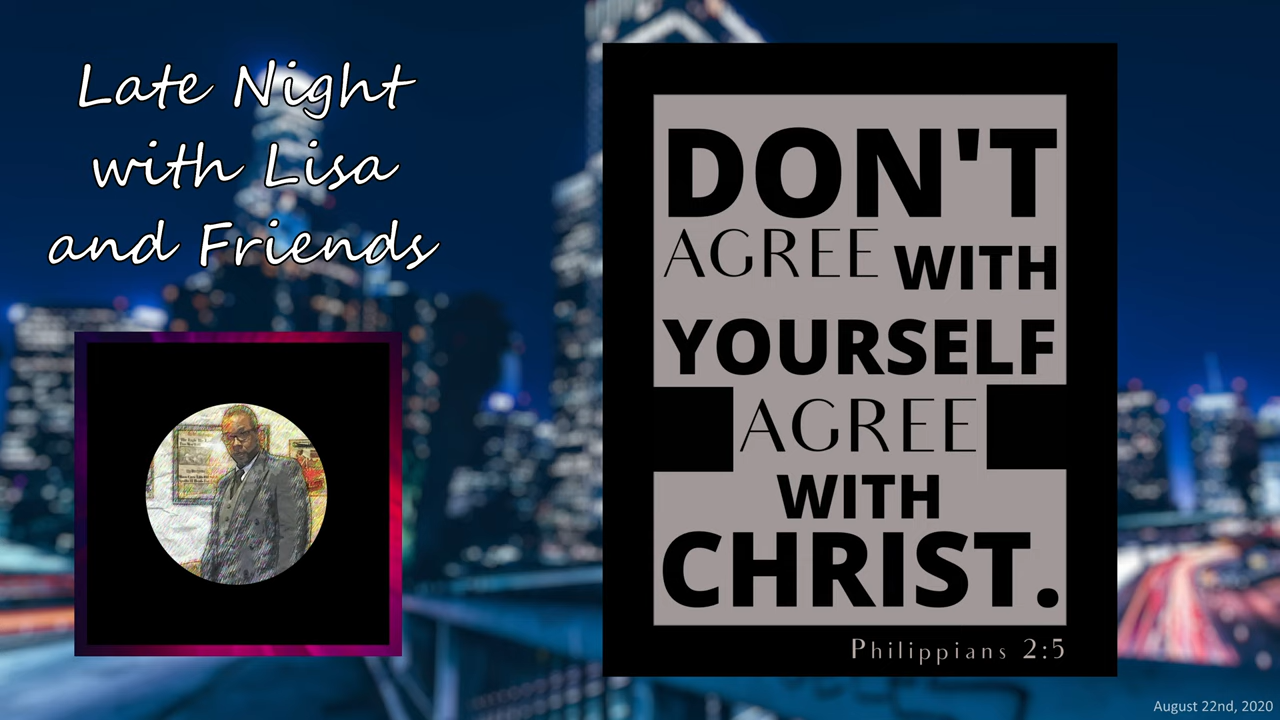 Late Night
with Lisa
and Friends
DON'T
AGREE WITH
YOURSELF
AGREE
WITH
CHRIST.
Philippians 2:5
August 22nd, 2020